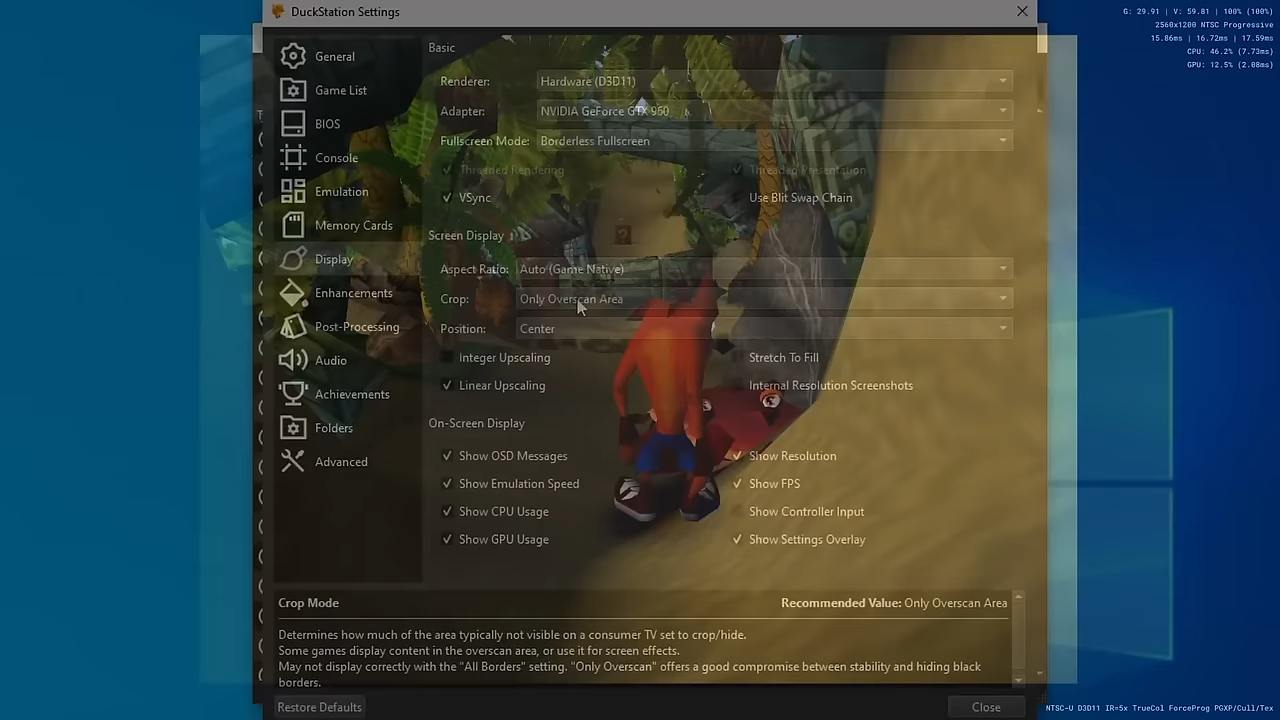 DuckStation Settings
G: 29.91 | V: 59.81 | 100% (100%)
2560x1200 NTSC Progressive
15.86ms | 16.72ms | 17.59ms
CPU: 46.2% (7.73ms)
GPU: 12.5% (2.08ms)
General
Game List
BIOS
Console
Emulation
Memory Cards
Display
Enhancements
Post-Processing
Audio
Achievements
Folders
Advanced
Basic
Renderer: Hardware (D3D11)
Adapter: NVIDIA GeForce GTX 960
Fullscreen Mode: Borderless Fullscreen
Threaded Rendering Threaded Presentation
VSync Use Blit Swap Chain
Screen Display
Aspect Ratio: Auto (Game Native)
Crop: Only Overscan Area
Position: Center
Integer Upscaling Stretch To Fill
Linear Upscaling Internal Resolution Screenshots
On-Screen Display
Show OSD Messages Show Resolution
Show Emulation Speed Show FPS
Show CPU Usage Show Controller Input
Show GPU Usage Show Settings Overlay
Crop Mode Recommended Value: Only Overscan Area
Determines how much of the area typically not visible on a consumer TV set to crop/hide.
Some games display content in the overscan area, or use it for screen effects.
May not display correctly with the "All Borders" setting. "Only Overscan" offers a good compromise between stability and hiding black
borders.
Restore Defaults Close
NTSC-U D3D11 IR=5x TrueCol ForceProg PGXP/Cull/Tex